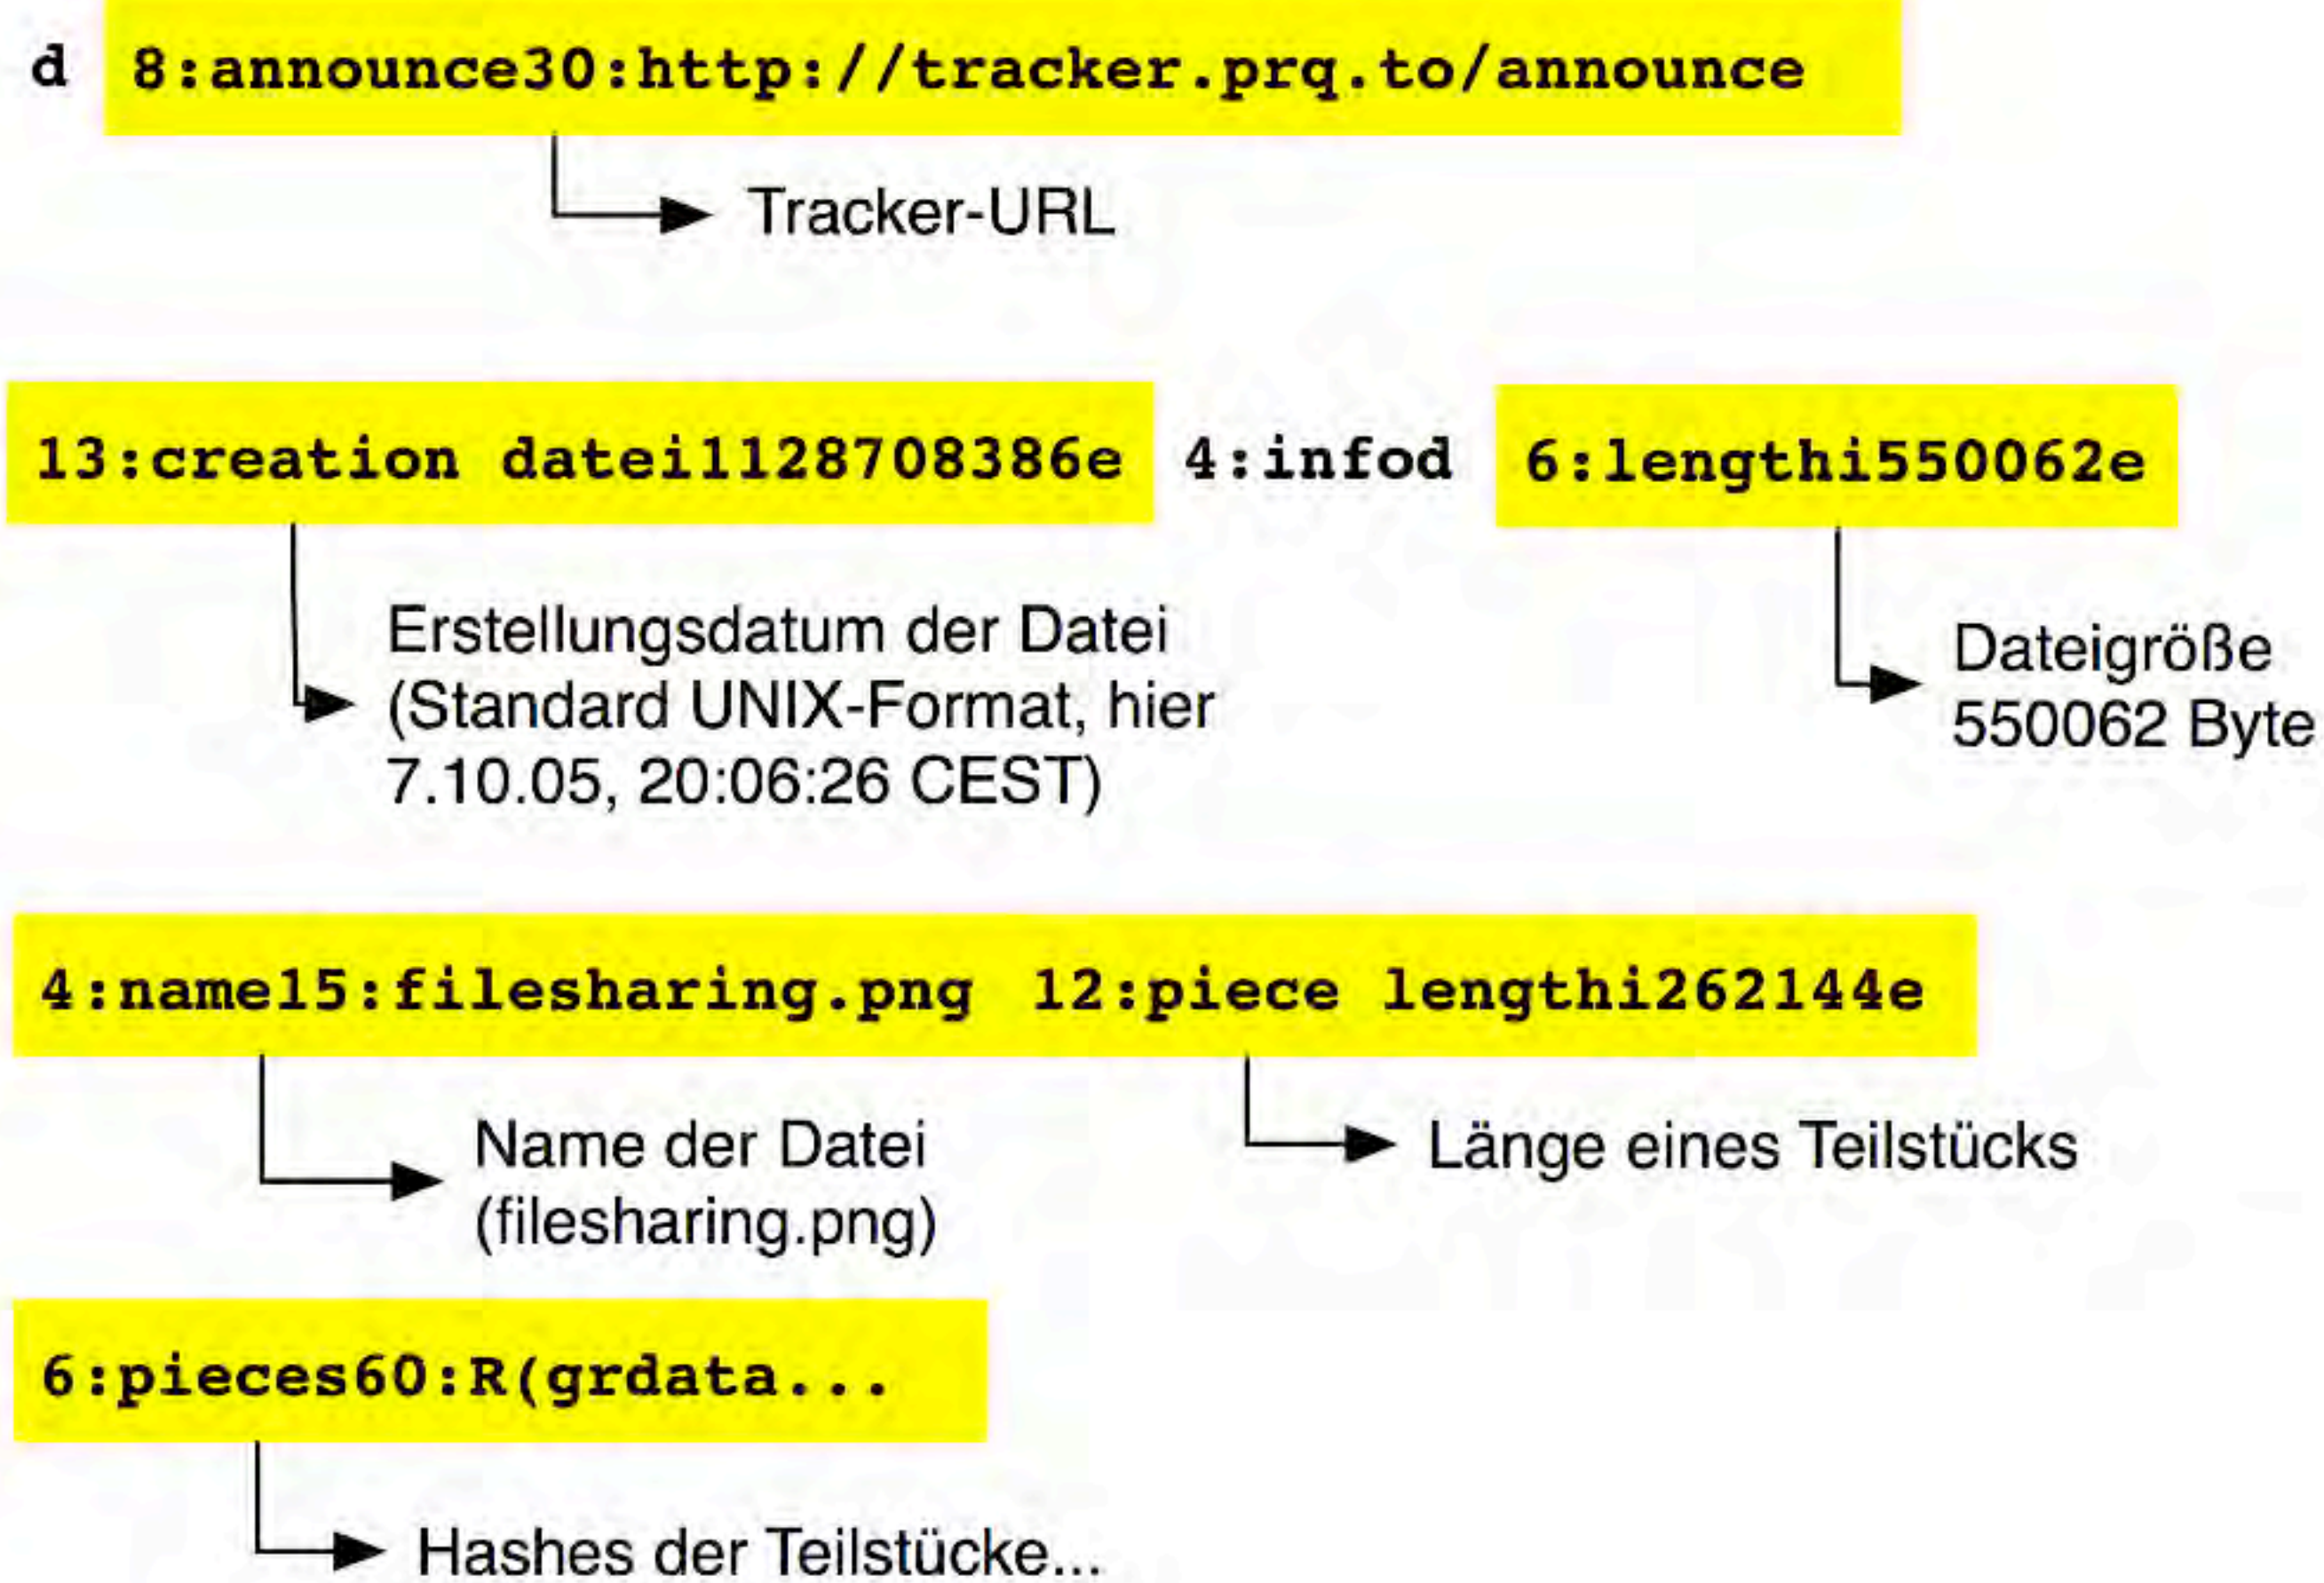 d 8:announce30:http://tracker.prq.to/announce
Tracker-URL
13:creation datei1128708386e 4:infod 6:lengthi550062e
Erstellungsdatum der Datei
(Standard UNIX-Format, hier
7.10.05, 20:06:26 CEST)
Dateigröße
550062 Byte
4:name15:filesharing.png 12:piece lengthi262144e
Name der Datei
(filesharing.png)
Länge eines Teilstücks
6:pieces60:R(grdata...
Hashes der Teilstücke...